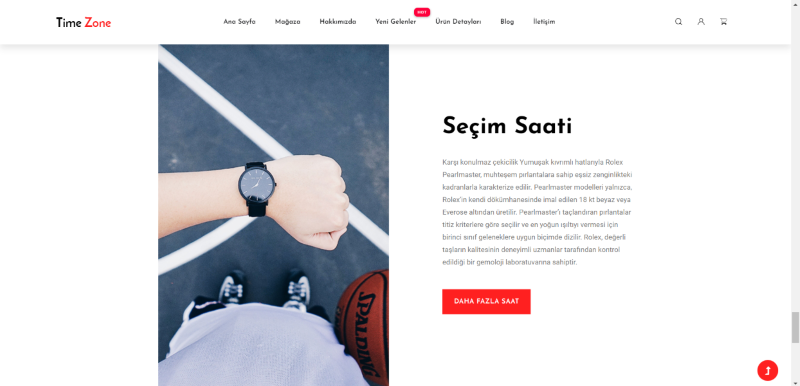 Time Zone
Ana Sayfa
Mağaza
Hakkımızda
HOT
Yeni Gelenler
Ürün Detayları
Blog
İletişim
Seçim Saati
Karşı konulmaz çekicilik Yumuşak kıvrımlı hatlarıyla Rolex
Pearlmaster, muhteşem pırlantalara sahip eşsiz zenginlikteki
kadranlarla karakterize edilir. Pearlmaster modelleri yalnızca,
Rolex'in kendi dökümhanesinde imal edilen 18 kt beyaz veya
Everose altından üretilir. Pearlmaster'ı taçlandıran pırlantalar
titiz kriterlere göre seçilir ve en yoğun ışıltıyı vermesi için
birinci sınıf geleneklere uygun biçimde dizilir. Rolex, değerli
taşların kalitesinin deneyimli uzmanlar tarafından kontrol
edildiği bir gemoloji laboratuvarına sahiptir.
DAHA FAZLA SAAT
SPALDING